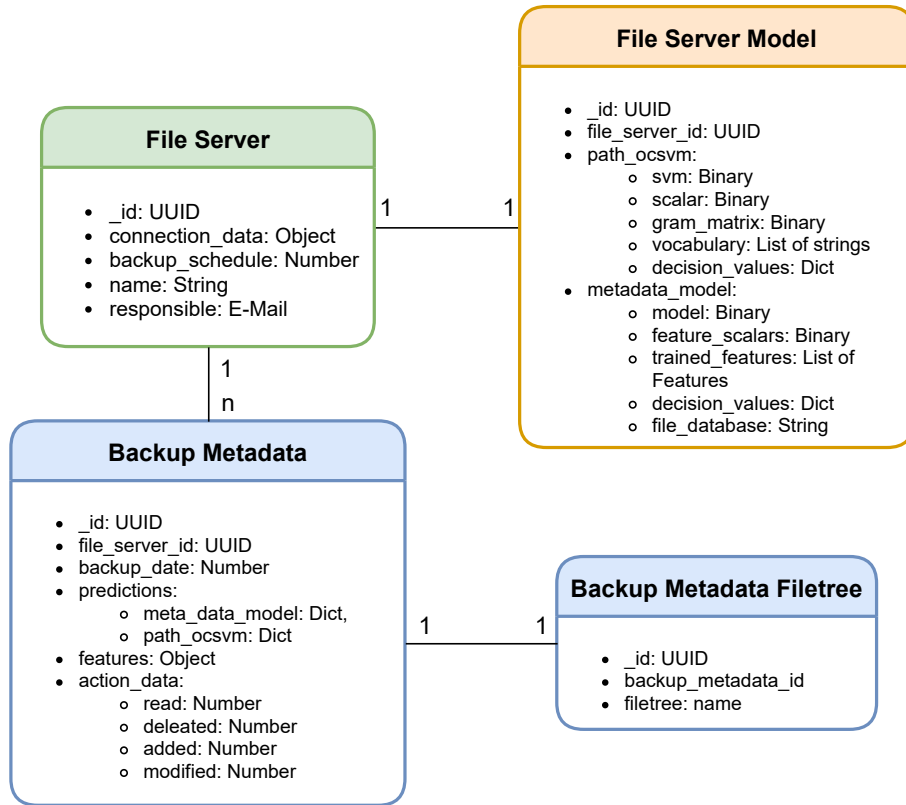 File Server Model
_id: UUID
file_server_id: UUID
path_ocsvm:
svm: Binary
scalar: Binary
gram_matrix: Binary
vocabulary: List of strings
decision_values: Dict
metadata_model:
model: Binary
feature_scalars: Binary
trained_features: List of
Features
decision_values: Dict
file_database: String
File Server
_id: UUID
connection_data: Object
backup_schedule: Number
name: String
responsible: E-Mail
1
1
1
n
Backup Metadata
_id: UUID
file_server_id: UUID
backup_date: Number
predictions:
meta_data_model: Dict,
path_ocsvm: Dict
features: Object
action_data:
read: Number
deleated: Number
added: Number
modified: Number
1
1
Backup Metadata Filetree
_id: UUID
backup_metadata_id
filetree: name